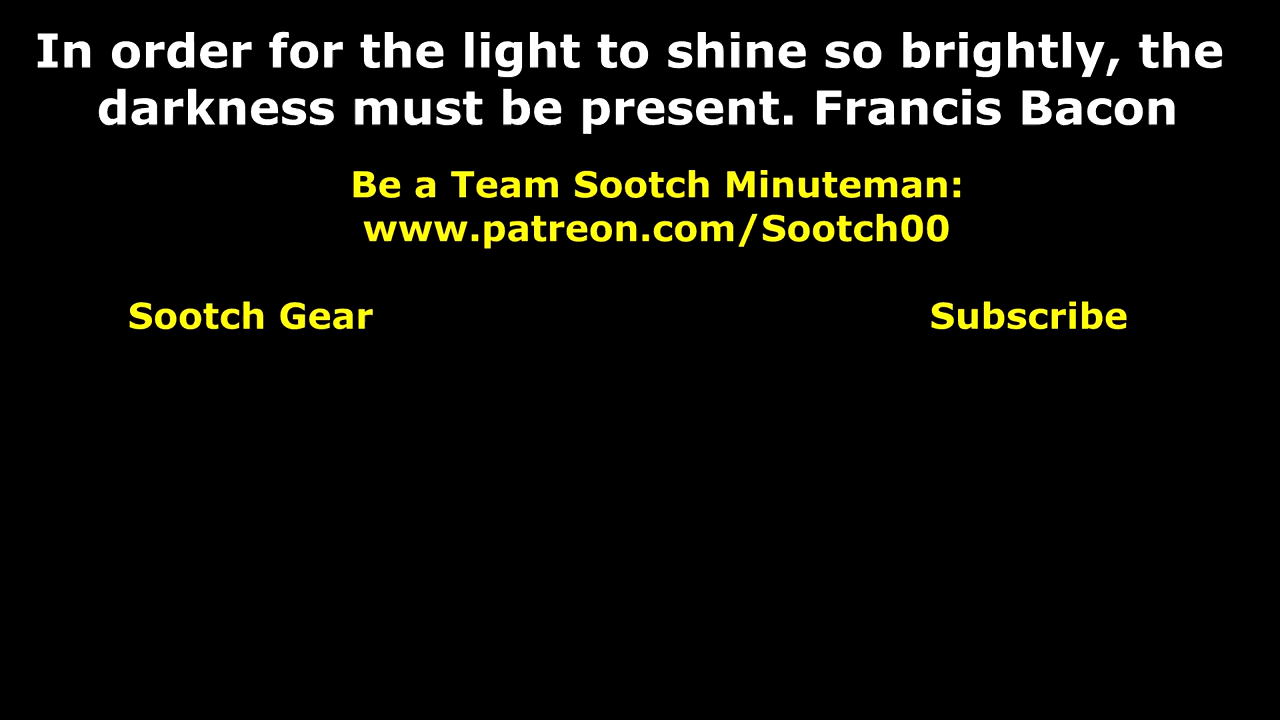 In order for the light to shine so brightly, the
darkness must be present. Francis Bacon
Be a Team Sootch Minuteman:
www.patreon.com/Sootch00
Sootch Gear
Subscribe